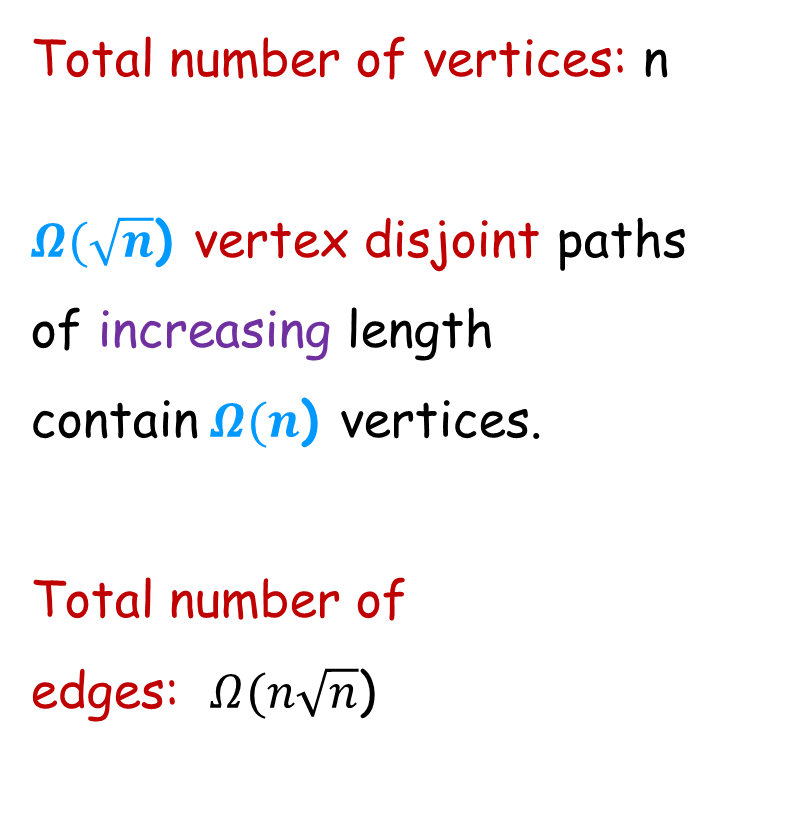 Total number of vertices: n
Ω(√n) vertex disjoint paths
of increasing length
contain Ω(n) vertices.
Total number of
edges: Ω(n√n)